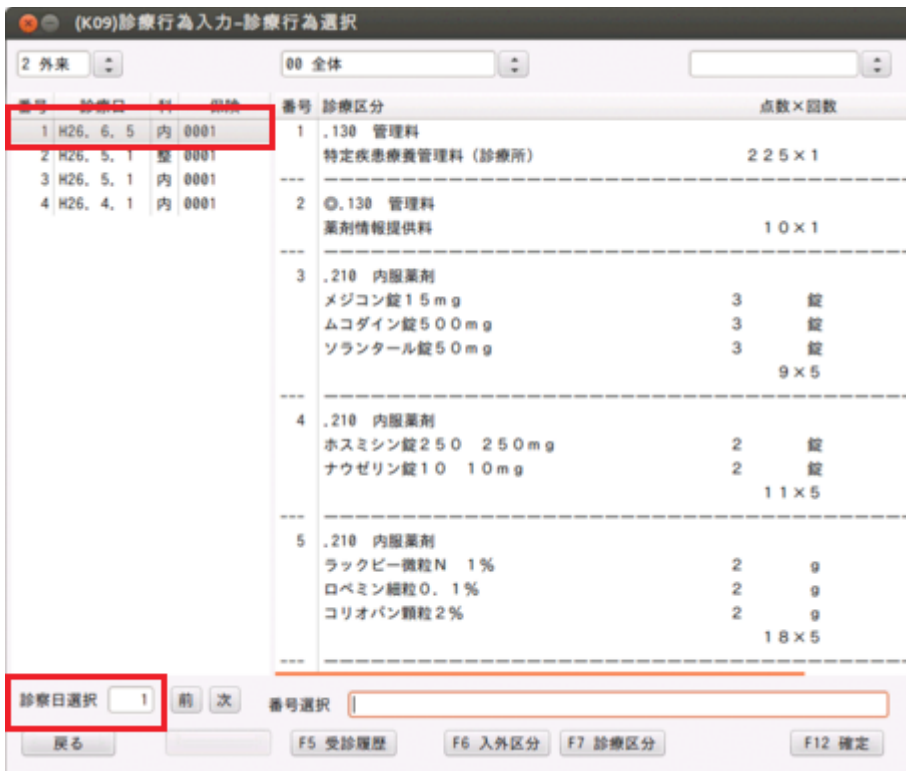 (K09)診療行為入力-診療行為選択
2 外来 00 全体
番号 診療日 科 保険 番号 診療区分 点数×回数
1 H26. 6. 5 内 0001 1 .130 管理料
2 H26. 5. 1 整 0001 特定疾患療養管理料（診療所） 225×1
3 H26. 5. 1 内 0001
4 H26. 4. 1 内 0001 2 ◎.130 管理料
薬剤情報提供料 10×1
3 .210 内服薬剤
メジコン錠15mg 3 錠
ムコダイン錠500mg 3 錠
ソランタール錠50mg 3 錠
9×5
4 .210 内服薬剤
ホスミシン錠250 250mg 2 錠
ナウゼリン錠10 10mg 2 錠
11×5
5 .210 内服薬剤
ラックビー微粒N 1% 2 g
ロペミン細粒0.1% 2 g
コリオパン顆粒2% 2 g
18×5
診察日選択 1 前 次 番号選択
戻る F5 受診履歴 F6 入外区分 F7 診療区分 F12 確定